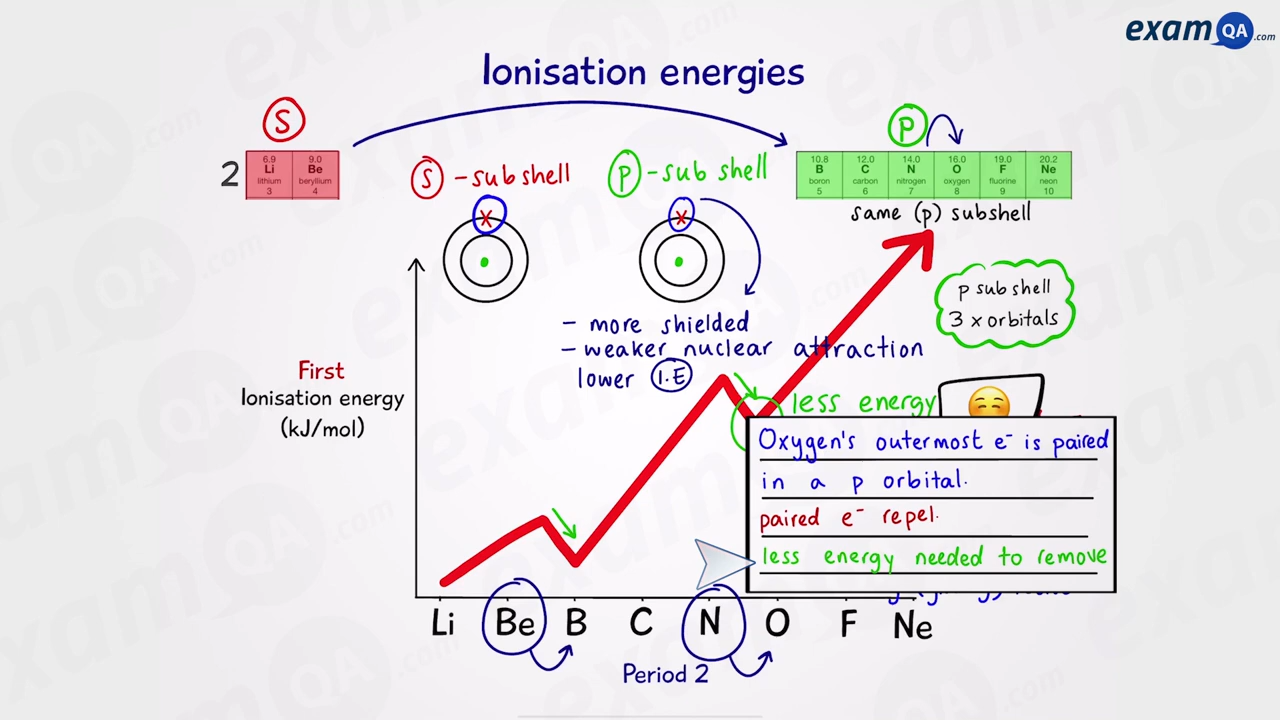 exam QA .com
Ionisation energies
S
P
2
6.9 9.0
Li Be
lithium beryllium
3 4
S - sub shell
P - sub shell
10.8 12.0 14.0 16.0 19.0 20.2
B C N O F Ne
boron carbon nitrogen oxygen fluorine neon
5 6 7 8 9 10
same (p) subshell
x
x
p sub shell
3 x orbitals
- more shielded
- weaker nuclear attraction
lower I.E
First
Ionisation energy
(kJ/mol)
less energy
Oxygen's outermost e⁻ is paired
in a p orbital.
paired e⁻ repel.
less energy needed to remove
Li Be B C N O F Ne
Period 2